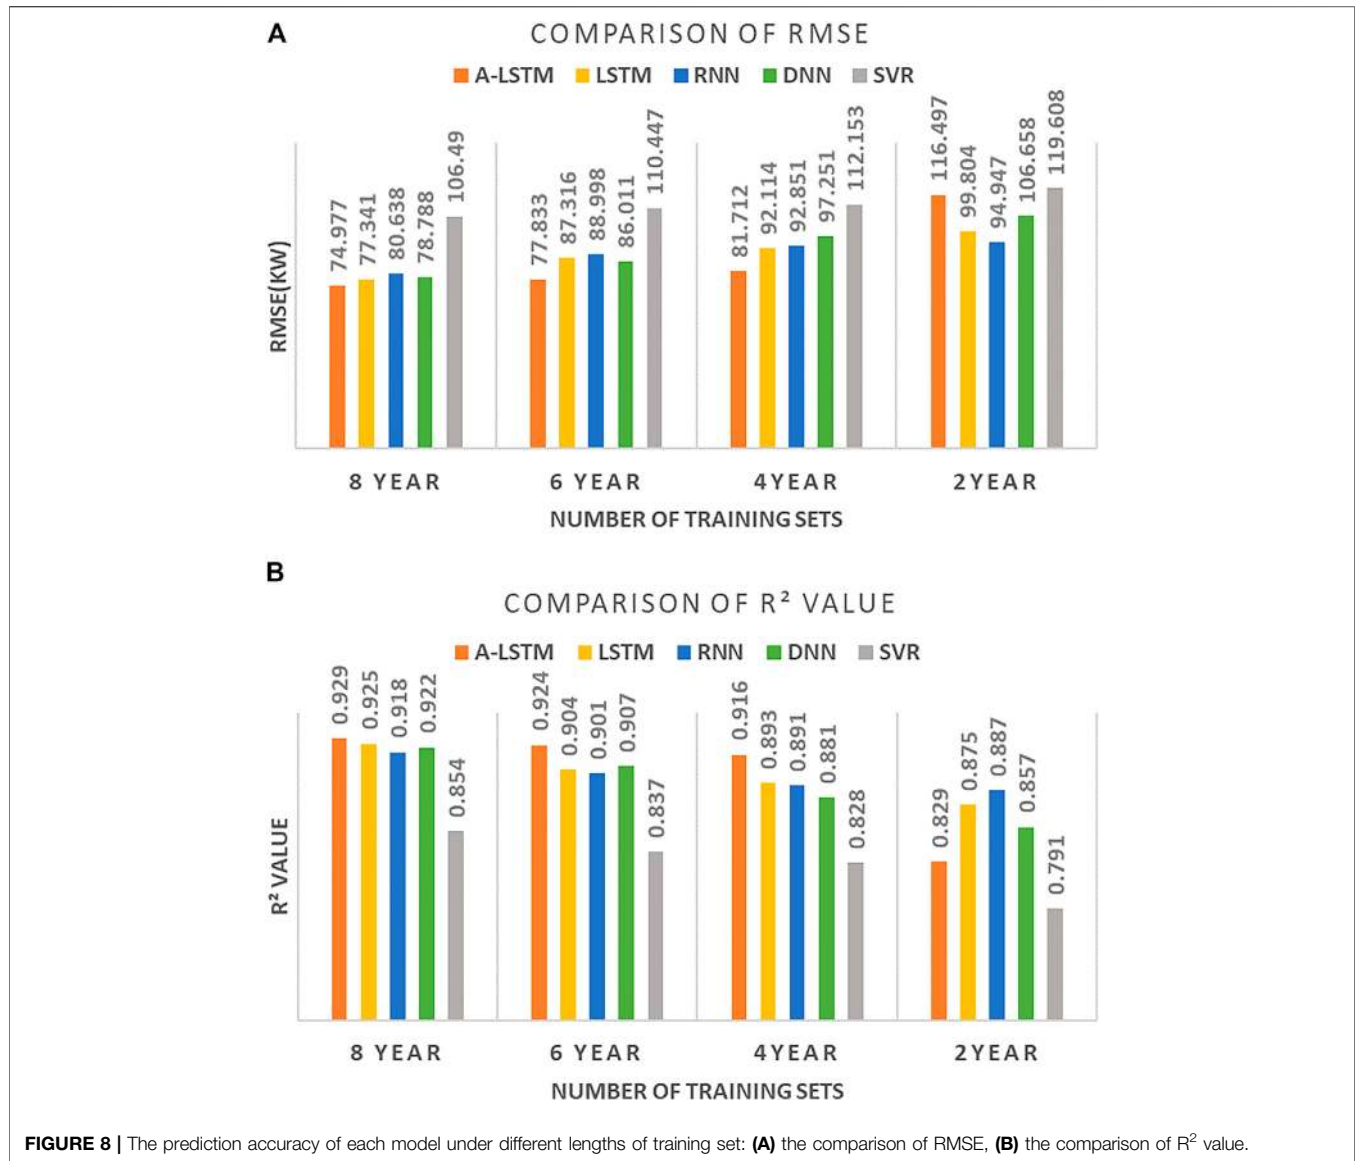 A
COMPARISON OF RMSE
A-LSTM LSTM RNN DNN SVR
74.977 77.341 80.638 78.788 106.49 77.833 87.316 88.998 86.011 110.447 81.712 92.114 92.851 97.251 112.153 116.497 99.804 94.947 106.658 119.608
RMSE(KW)
8 YEAR 6 YEAR 4YEAR 2YEAR
NUMBER OF TRAINING SETS
B
COMPARISON OF R² VALUE
A-LSTM LSTM RNN DNN SVR
0.929 0.925 0.918 0.922 0.854 0.924 0.904 0.901 0.907 0.837 0.916 0.893 0.891 0.881 0.828 0.829 0.875 0.887 0.857 0.791
R² VALUE
8 YEAR 6 YEAR 4YEAR 2YEAR
NUMBER OF TRAINING SETS
FIGURE 8 | The prediction accuracy of each model under different lengths of training set: (A) the comparison of RMSE, (B) the comparison of R² value.